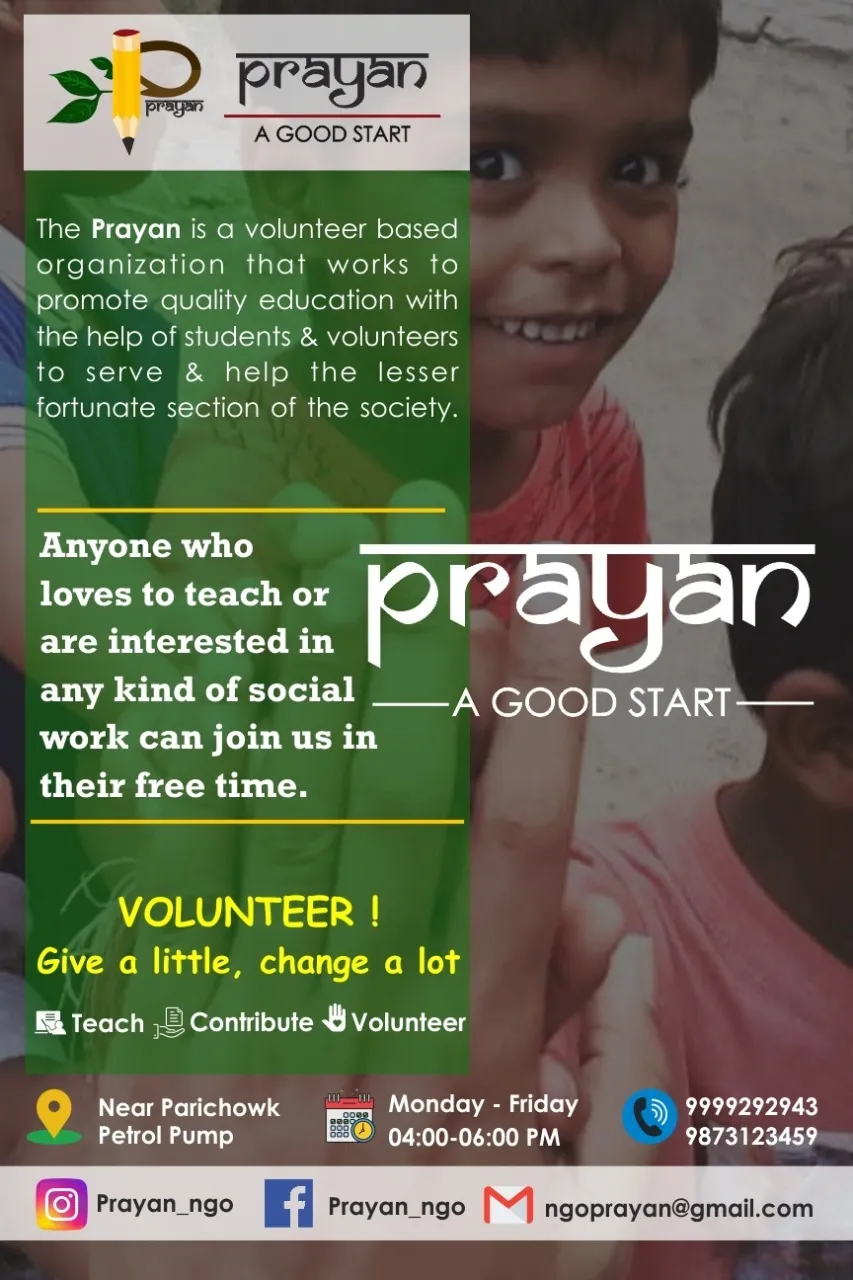 prayan
prayan
A GOOD START
The Prayan is a volunteer based
organization that works to
promote quality education with
the help of students & volunteers
to serve & help the lesser
fortunate section of the society.
Anyone who
loves to teach or
are interested in
any kind of social
work can join us in
their free time.
prayan
A GOOD START
VOLUNTEER !
Give a little, change a lot
Teach Contribute Volunteer
Near Parichowk
Petrol Pump
Monday - Friday
04:00-06:00 PM
9999292943
9873123459
Prayan_ngo Prayan_ngo ngoprayan@gmail.com